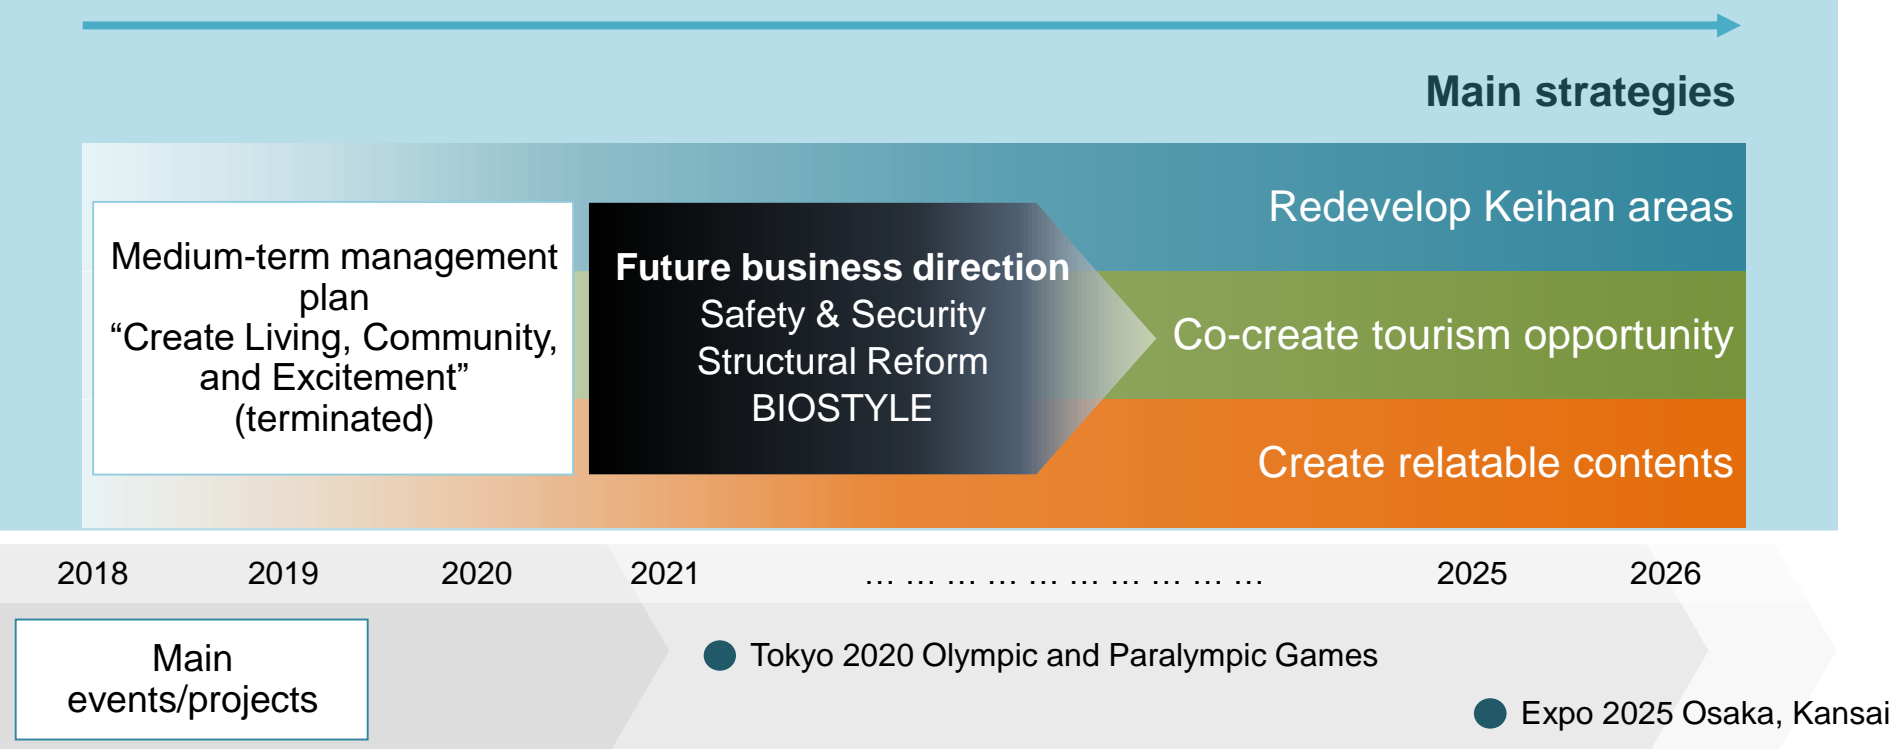 Main strategies
Redevelop Keihan areas
Co-create tourism opportunity
Create relatable contents
Medium-term management
plan
“Create Living, Community,
and Excitement”
(terminated)
Future business direction
Safety & Security
Structural Reform
BIOSTYLE
2018 2019 2020 2021 … … … … … … … … … … 2025 2026
Main
events/projects
Tokyo 2020 Olympic and Paralympic Games
Expo 2025 Osaka, Kansai